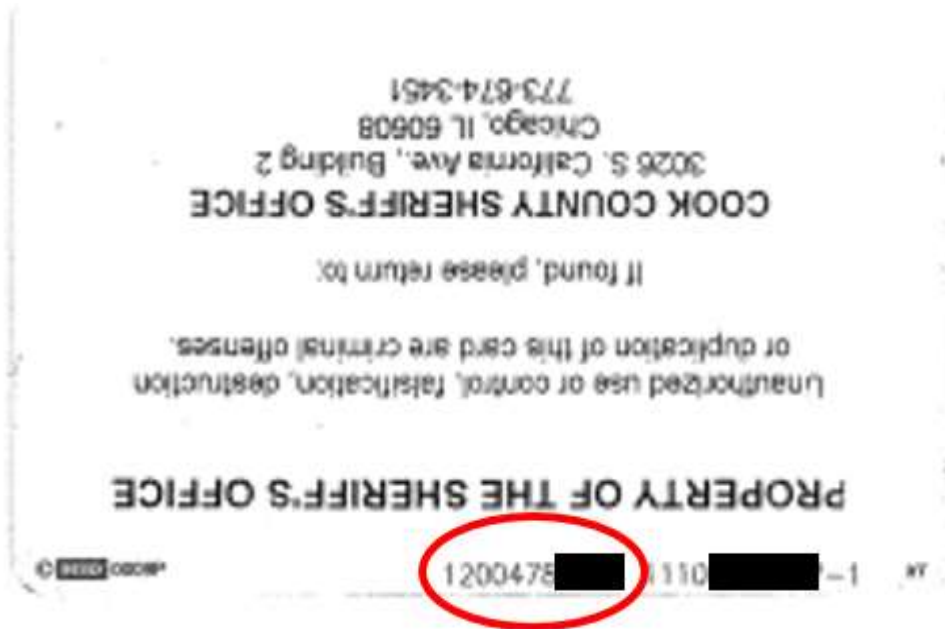 PROPERTY OF THE SHERIFF'S OFFICE
Unauthorized use or control, falsification, destruction
or duplication of this card are criminal offenses.
If found, please return to:
COOK COUNTY SHERIFF'S OFFICE
3026 S. California Ave., Building 2
Chicago, IL 60608
773-674-3451
© 1200478 1110 -1